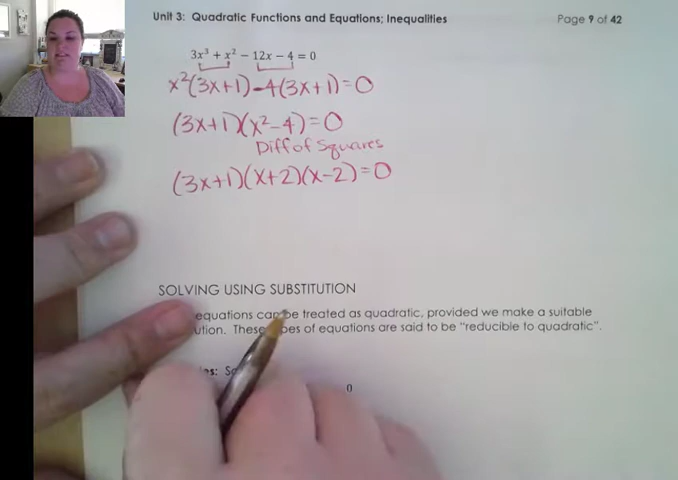 Unit 3: Quadratic Functions and Equations; Inequalities
Page 9 of 42
3x³ + x² − 12x − 4 = 0
x²(3x+1) −4(3x+1)=0
(3x+1)(x²−4)=0
Diff of Squares
(3x+1)(x+2)(x−2)=0
SOLVING USING SUBSTITUTION
equations can be treated as quadratic, provided we make a suitable
ution. These types of equations are said to be "reducible to quadratic".
les:
0